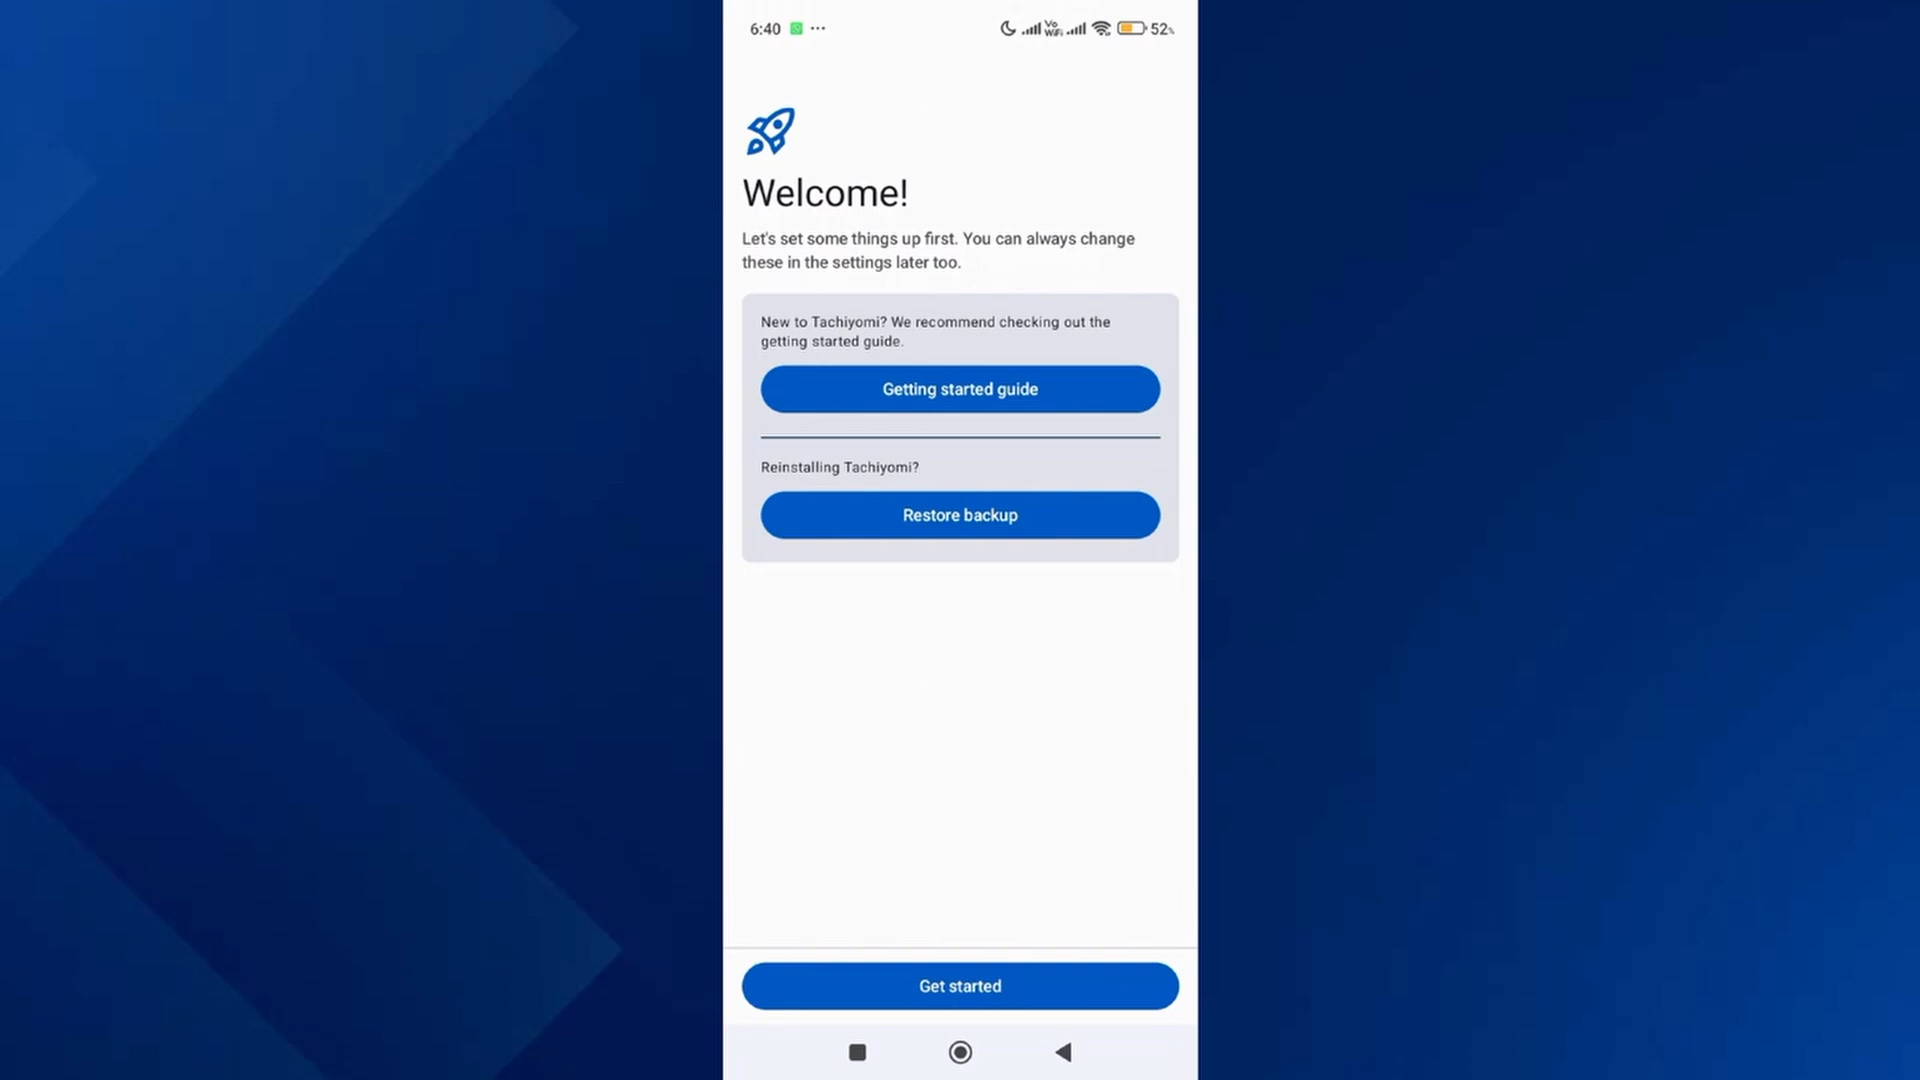 6:40 ... Vo WiFi 52%
Welcome!
Let's set some things up first. You can always change
these in the settings later too.
New to Tachiyomi? We recommend checking out the
getting started guide.
Getting started guide
Reinstalling Tachiyomi?
Restore backup
Get started